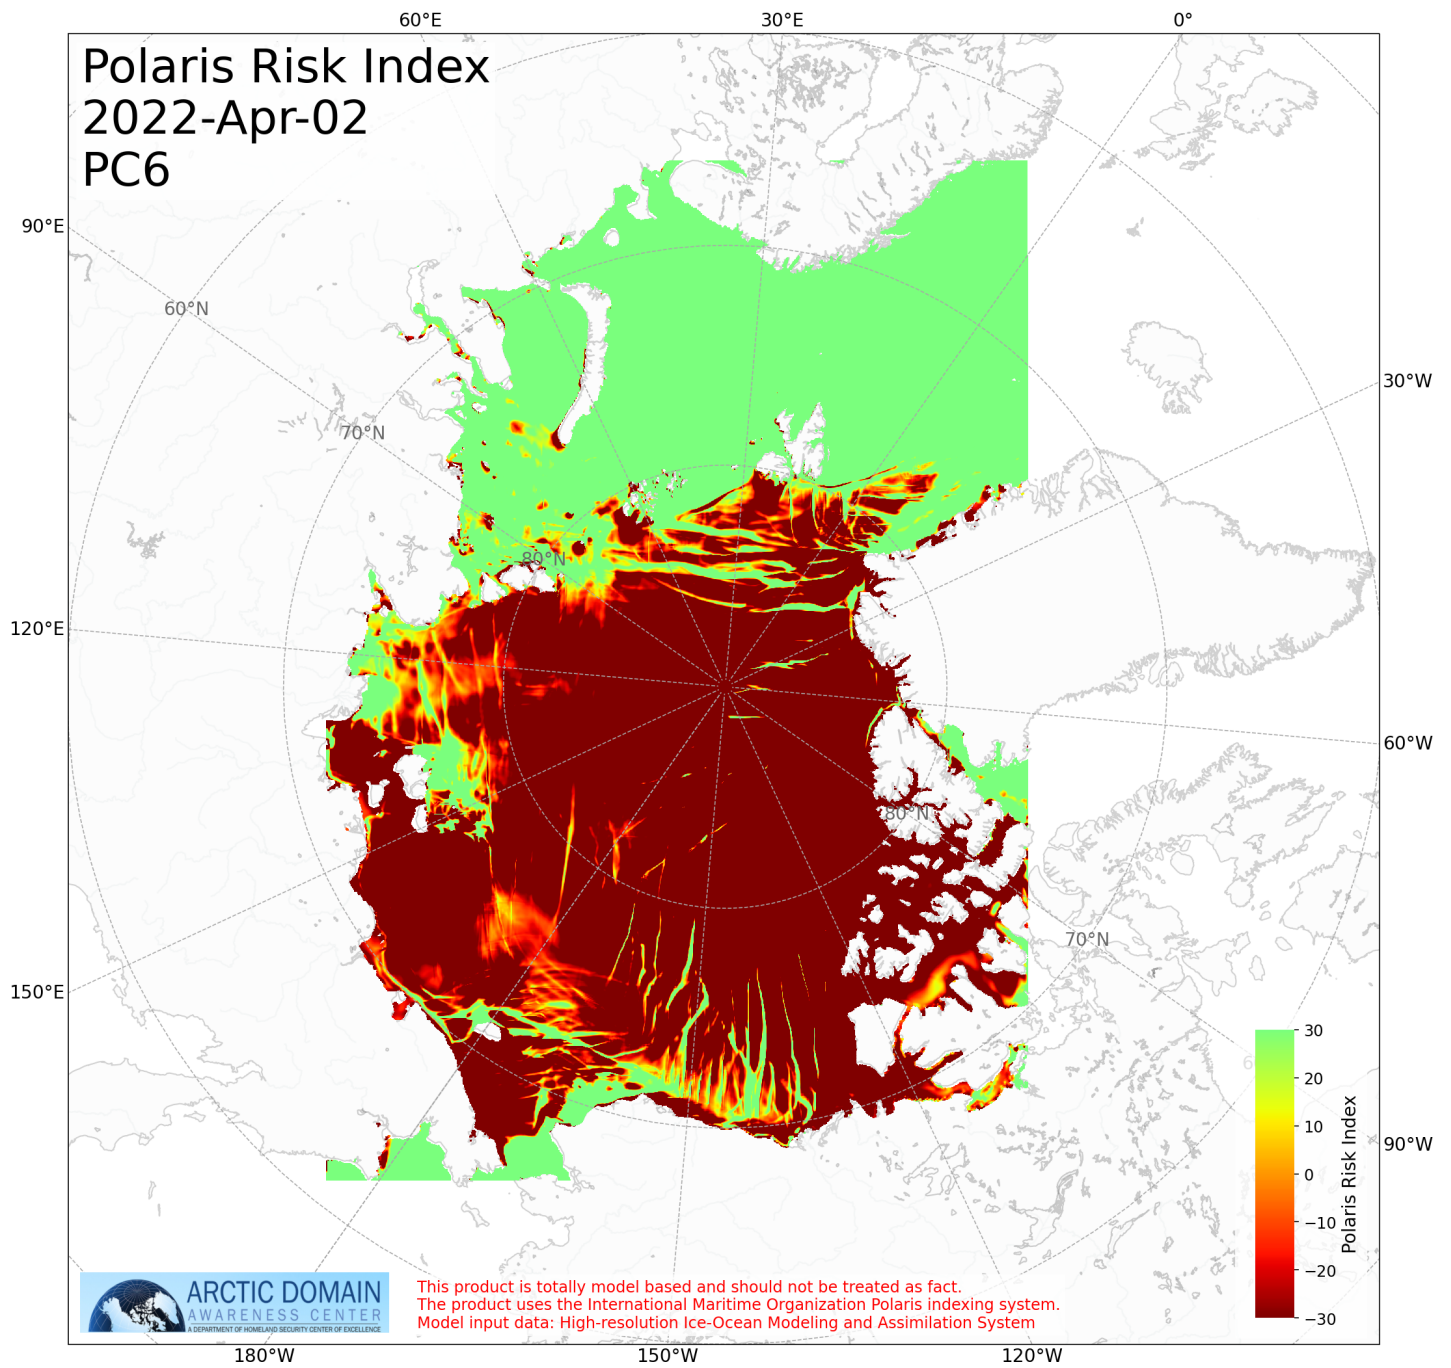 60°E 30°E 0°
Polaris Risk Index
2022-Apr-02
PC6
90°E
60°N
30°W
70°N
80°N
120°E
60°W
80°N
70°N
150°E
30
20
10
0
−10
−20
−30
Polaris Risk Index
90°W
ARCTIC DOMAIN
AWARENESS CENTER
A DEPARTMENT OF HOMELAND SECURITY CENTER OF EXCELLENCE
This product is totally model based and should not be treated as fact.
The product uses the International Maritime Organization Polaris indexing system.
Model input data: High-resolution Ice-Ocean Modeling and Assimilation System
180°W 150°W 120°W